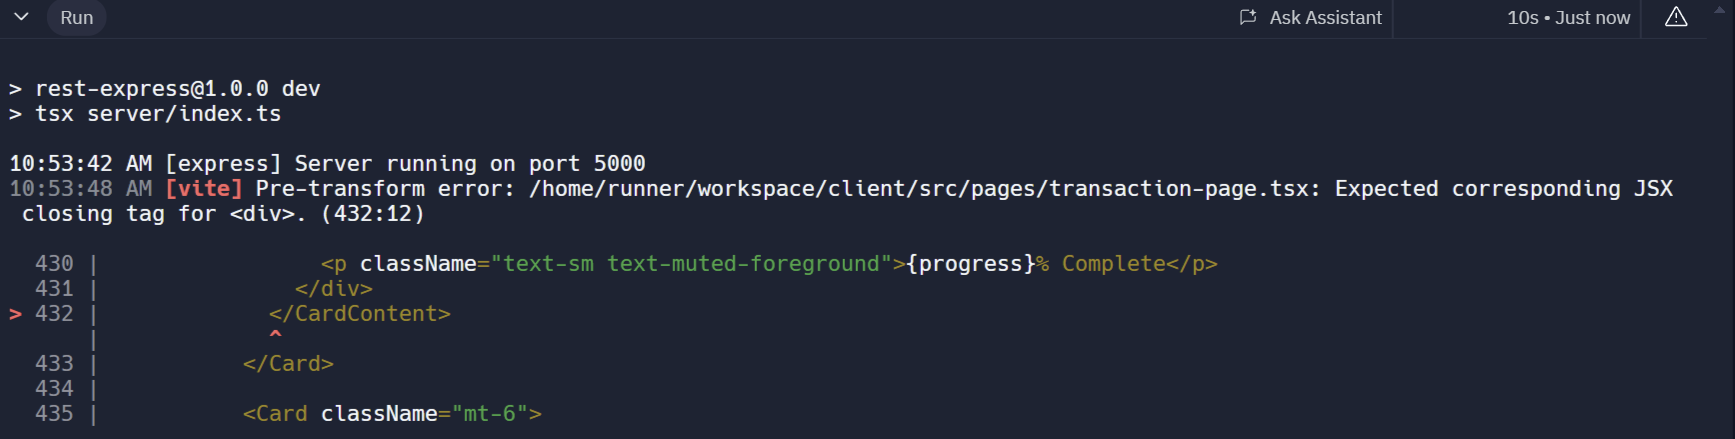 Run
Ask Assistant
10s • Just now
> rest-express@1.0.0 dev
> tsx server/index.ts
10:53:42 AM [express] Server running on port 5000
10:53:48 AM [vite] Pre-transform error: /home/runner/workspace/client/src/pages/transaction-page.tsx: Expected corresponding JSX
closing tag for <div>. (432:12)
430 | <p className="text-sm text-muted-foreground">{progress}% Complete</p>
431 | </div>
> 432 | </CardContent>
| ^
433 | </Card>
434 |
435 | <Card className="mt-6">